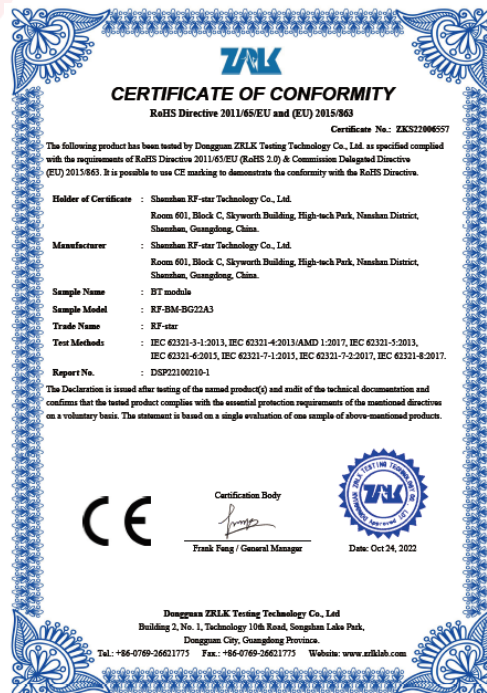 ZRLK
CERTIFICATE OF CONFORMITY
RoHS Directive 2011/65/EU and (EU) 2015/863
Certificate No.: ZKS22006557
The following product has been tested by Dongguan ZRLK Testing Technology Co., Ltd. as specified complied
with the requirements of RoHS Directive 2011/65/EU (RoHS 2.0) & Commission Delegated Directive
(EU) 2015/863. It is possible to use CE marking to demonstrate the conformity with the RoHS Directive.
Holder of Certificate : Shenzhen RF-star Technology Co., Ltd.
Room 601, Block C, Skyworth Building, High-tech Park, Nanshan District,
Shenzhen, Guangdong, China.
Manufacturer : Shenzhen RF-star Technology Co., Ltd.
Room 601, Block C, Skyworth Building, High-tech Park, Nanshan District,
Shenzhen, Guangdong, China.
Sample Name : BT module
Sample Model : RF-BM-BG22A3
Trade Name : RF-star
Test Methods : IEC 62321-3-1:2013, IEC 62321-4:2013/AMD 1:2017, IEC 62321-5:2013,
IEC 62321-6:2015, IEC 62321-7-1:2015, IEC 62321-7-2:2017, IEC 62321-8:2017.
Report No. : DSP22100210-1
The Declaration is issued after testing of the named product(s) and audit of the technical documentation and
confirms that the tested product complies with the essential protection requirements of the mentioned directives
on a voluntary basis. The statement is based on a single evaluation of one sample of above-mentioned products.
CE
Certification Body
Frank Feng / General Manager
DONGGUAN ZRLK TESTING TECHNOLOGY CO., LTD
ZRLK
Approved
Date: Oct 24, 2022
Dongguan ZRLK Testing Technology Co., Ltd
Building 2, No. 1, Technology 10th Road, Songshan Lake Park,
Dongguan City, Guangdong Province.
Tel.: +86-0769-26621775 Fax.: +86-0769-26621775 Website: www.zrlklab.com